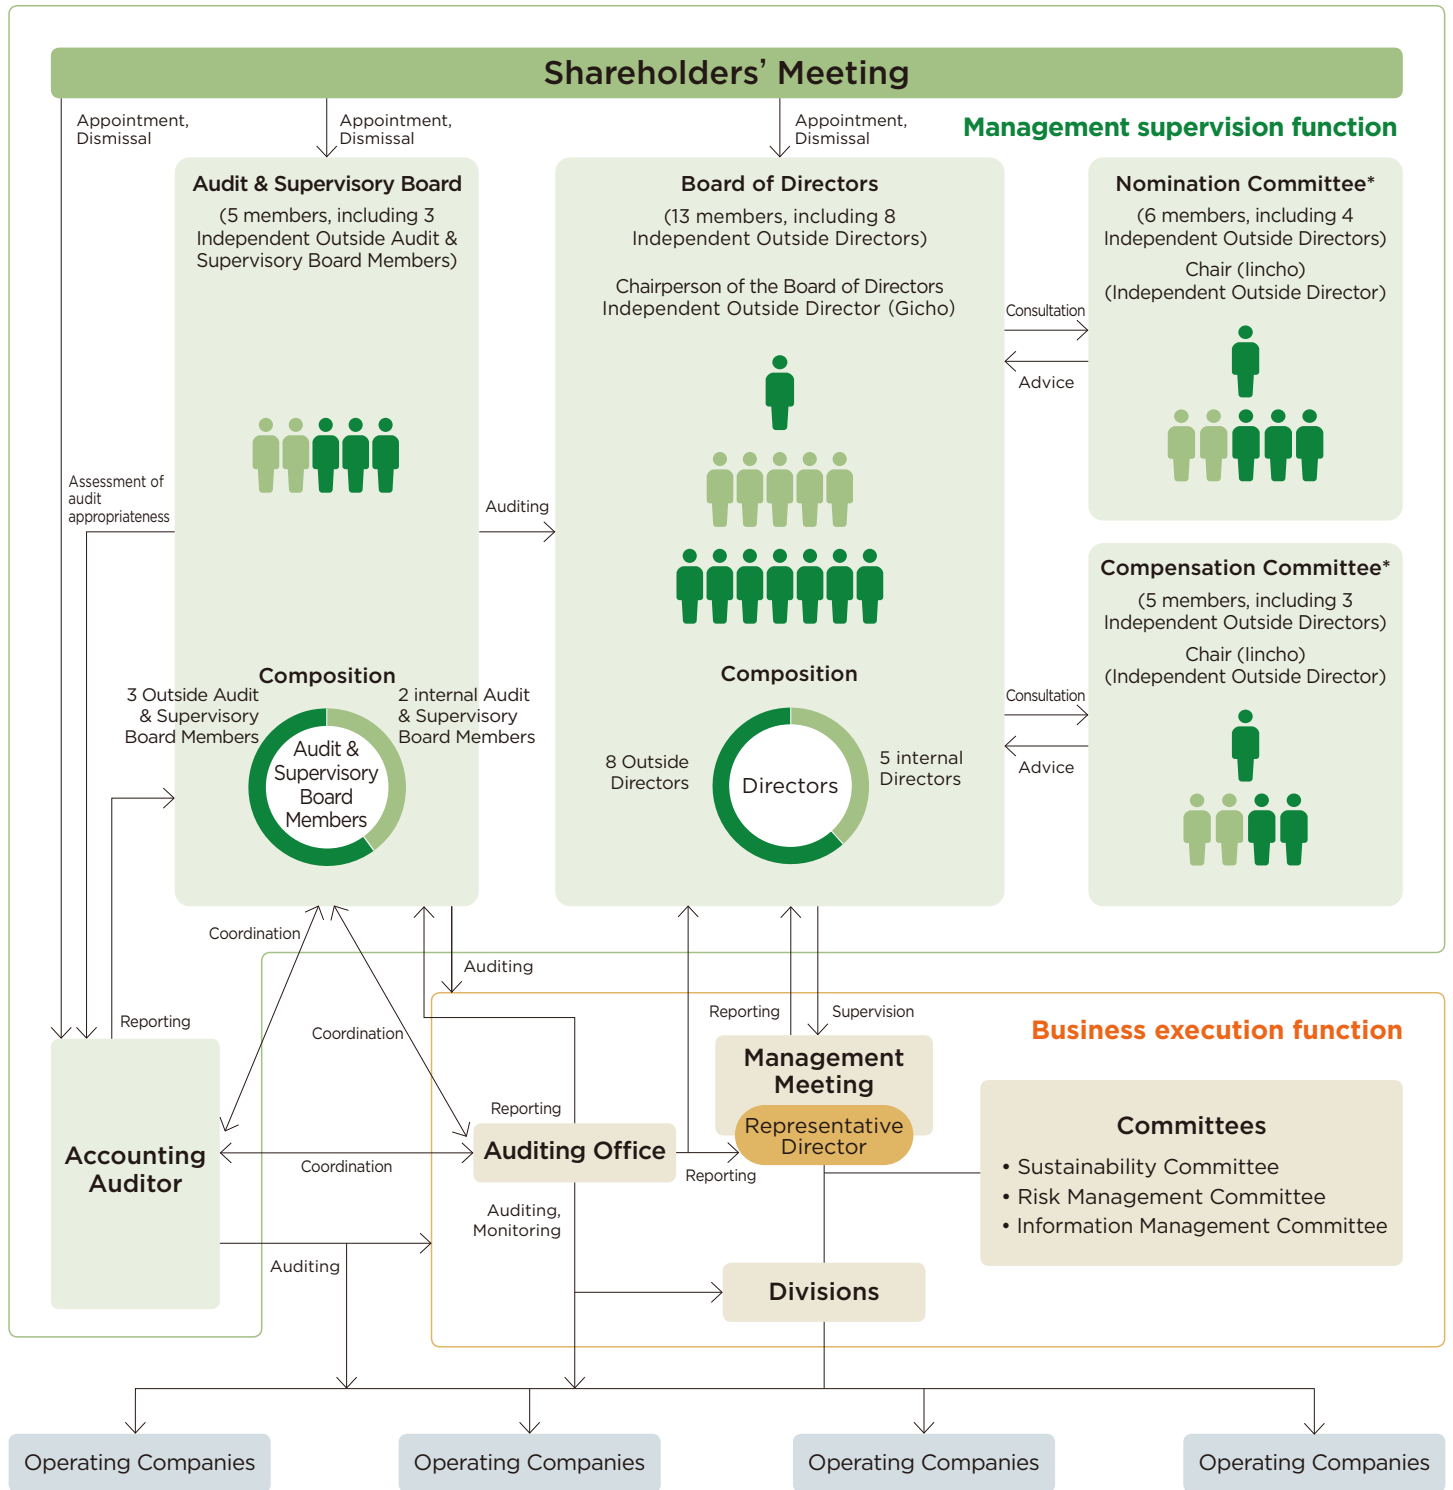 Shareholders’ Meeting
Management supervision function
Appointment,
Dismissal
Appointment,
Dismissal
Appointment,
Dismissal
Audit & Supervisory Board
(5 members, including 3
Independent Outside Audit &
Supervisory Board Members)
Assessment of
audit
appropriateness
Auditing
Composition
3 Outside Audit
& Supervisory
Board Members
2 internal Audit
& Supervisory
Board Members
Audit &
Supervisory
Board
Members
Board of Directors
(13 members, including 8
Independent Outside Directors)
Chairperson of the Board of Directors
Independent Outside Director (Gicho)
Composition
8 Outside
Directors
5 internal
Directors
Directors
Consultation
Advice
Nomination Committee*
(6 members, including 4
Independent Outside Directors)
Chair (Iincho)
(Independent Outside Director)
Consultation
Advice
Compensation Committee*
(5 members, including 3
Independent Outside Directors)
Chair (Iincho)
(Independent Outside Director)
Coordination
Auditing
Reporting
Coordination
Reporting
Supervision
Business execution function
Management
Meeting
Representative
Director
Reporting
Auditing Office
Reporting
Coordination
Accounting
Auditor
Auditing,
Monitoring
Auditing
Committees
• Sustainability Committee
• Risk Management Committee
• Information Management Committee
Divisions
Operating Companies
Operating Companies
Operating Companies
Operating Companies